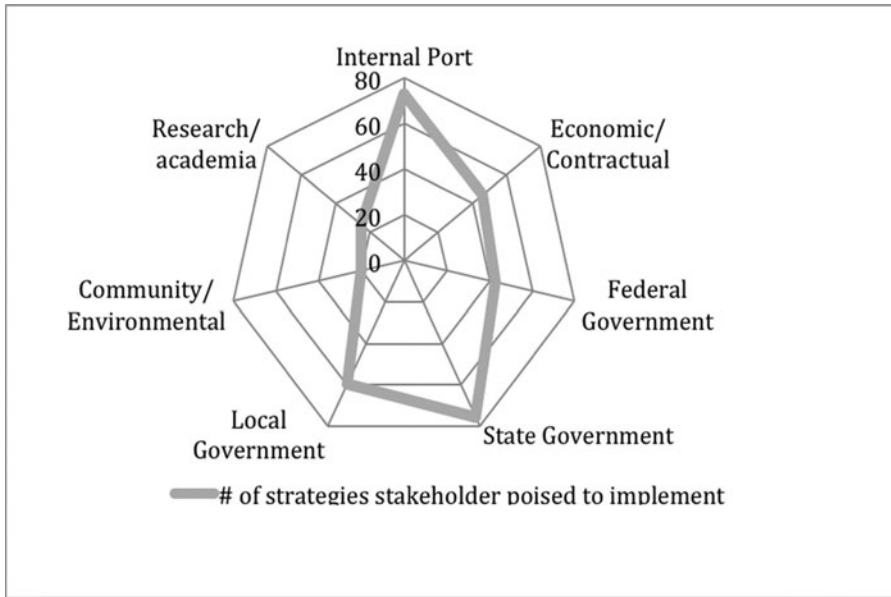 Internal Port
80
60
40
20
0
Economic/
Contractual
Federal
Government
State Government
Local
Government
Community/
Environmental
Research/
academia
# of strategies stakeholder poised to implement